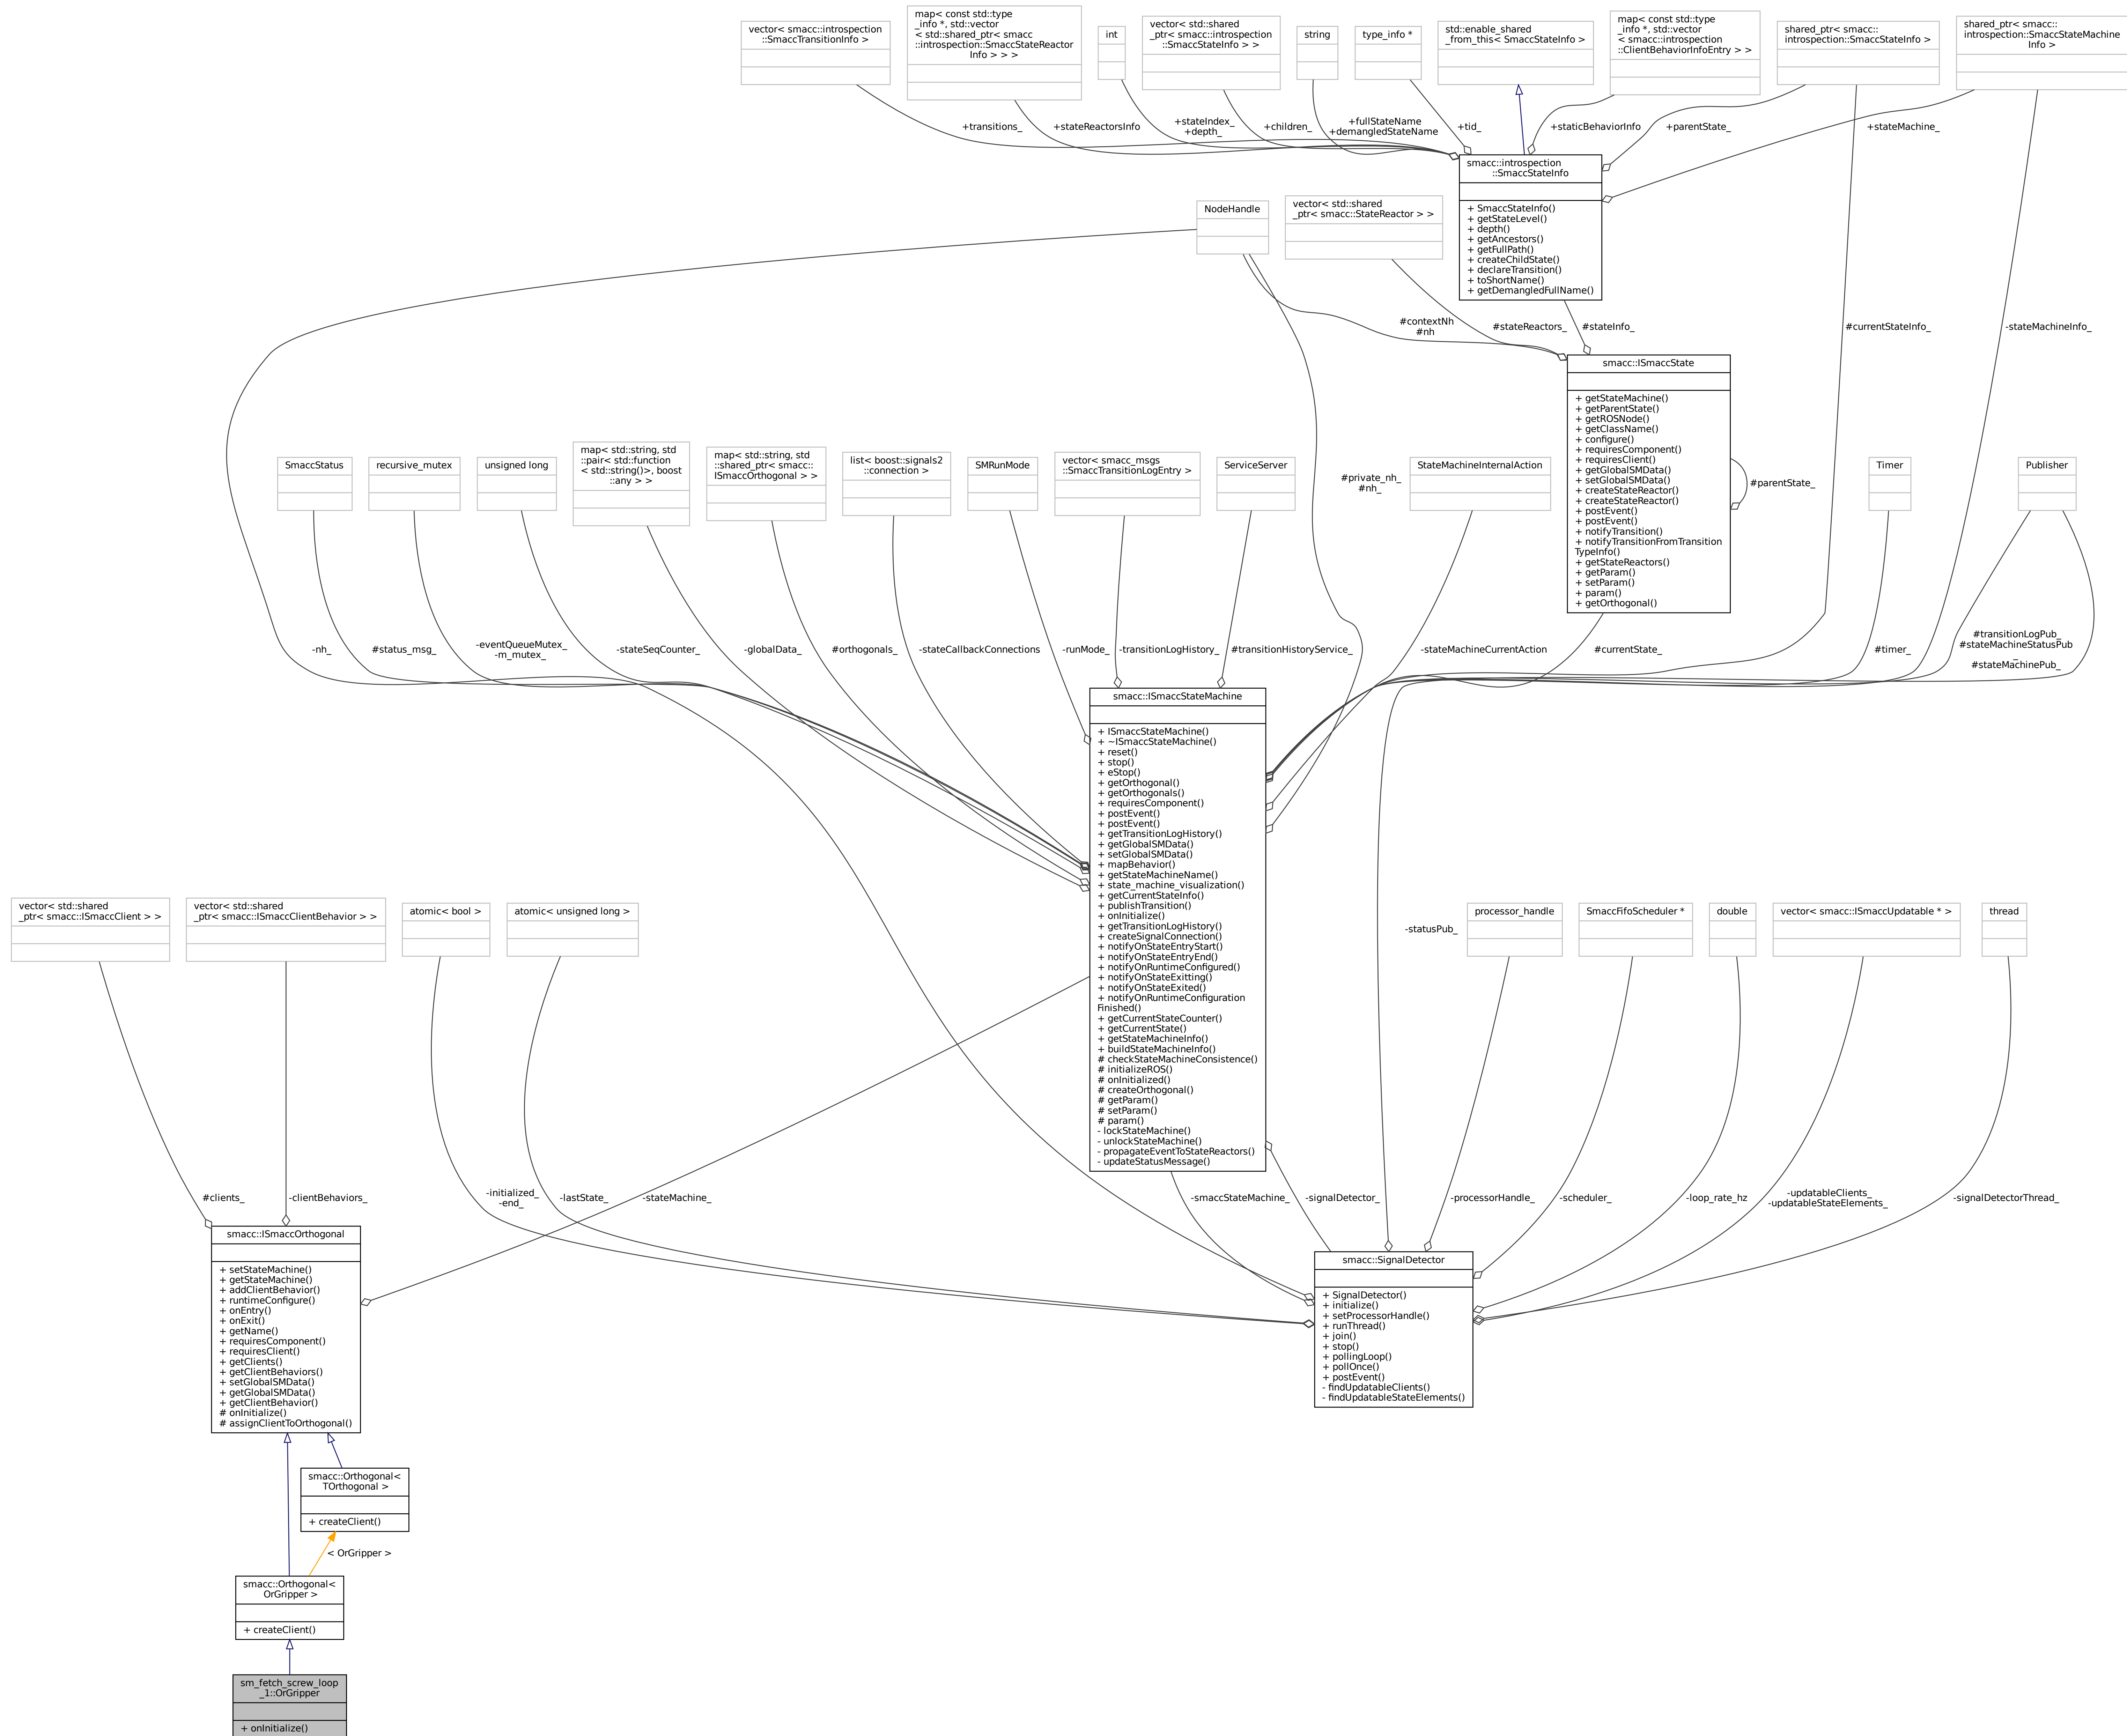 vector< smacc::introspection
::SmaccTransitionInfo >
map< const std::type
_info *, std::vector
< std::shared_ptr< smacc
::introspection::SmaccStateReactor
Info > > >
int
vector< std::shared
_ptr< smacc::introspection
::SmaccStateInfo > >
string
type_info *
std::enable_shared
_from_this< SmaccStateInfo >
map< const std::type
_info *, std::vector
< smacc::introspection
::ClientBehaviorInfoEntry > >
shared_ptr< smacc::
introspection::SmaccStateInfo >
shared_ptr< smacc::
introspection::SmaccStateMachine
Info >
+transitions_
+stateReactorsInfo
+stateIndex_
+depth_
+children_
+fullStateName
+demangledStateName
+tid_
+staticBehaviorInfo
+parentState_
+stateMachine_
smacc::introspection
::SmaccStateInfo
+ SmaccStateInfo()
+ getStateLevel()
+ depth()
+ getAncestors()
+ getFullPath()
+ createChildState()
+ declareTransition()
+ toShortName()
+ getDemangledFullName()
NodeHandle
vector< std::shared
_ptr< smacc::StateReactor > >
#contextNh
#nh
#stateReactors_
#stateInfo_
#currentStateInfo_
-stateMachineInfo_
smacc::ISmaccState
+ getStateMachine()
+ getParentState()
+ getROSNode()
+ getClassName()
+ configure()
+ requiresComponent()
+ requiresClient()
+ getGlobalSMData()
+ setGlobalSMData()
+ createStateReactor()
+ createStateReactor()
+ postEvent()
+ postEvent()
+ notifyTransition()
+ notifyTransitionFromTransition
TypeInfo()
+ getStateReactors()
+ getParam()
+ setParam()
+ param()
+ getOrthogonal()
#parentState_
SmaccStatus
recursive_mutex
unsigned long
map< std::string, std
::pair< std::function
< std::string()>, boost
::any > >
map< std::string, std
::shared_ptr< smacc::
ISmaccOrthogonal > >
list< boost::signals2
::connection >
SMRunMode
vector< smacc_msgs
::SmaccTransitionLogEntry >
ServiceServer
#private_nh_
#nh_
StateMachineInternalAction
Timer
Publisher
-nh_
#status_msg_
-eventQueueMutex_
-m_mutex_
-stateSeqCounter_
-globalData_
#orthogonals_
-stateCallbackConnections
-runMode_
-transitionLogHistory_
#transitionHistoryService_
-stateMachineCurrentAction
#currentState_
#timer_
#transitionLogPub_
#stateMachineStatusPub
_
#stateMachinePub_
smacc::ISmaccStateMachine
+ ISmaccStateMachine()
+ ~ISmaccStateMachine()
+ reset()
+ stop()
+ eStop()
+ getOrthogonal()
+ getOrthogonals()
+ requiresComponent()
+ postEvent()
+ postEvent()
+ getTransitionLogHistory()
+ getGlobalSMData()
+ setGlobalSMData()
+ mapBehavior()
+ getStateMachineName()
+ state_machine_visualization()
+ getCurrentStateInfo()
+ publishTransition()
+ onInitialize()
+ getTransitionLogHistory()
+ createSignalConnection()
+ notifyOnStateEntryStart()
+ notifyOnStateEntryEnd()
+ notifyOnRuntimeConfigured()
+ notifyOnStateExitting()
+ notifyOnStateExited()
+ notifyOnRuntimeConfiguration
Finished()
+ getCurrentStateCounter()
+ getCurrentState()
+ getStateMachineInfo()
+ buildStateMachineInfo()
# checkStateMachineConsistence()
# initializeROS()
# onInitialized()
# createOrthogonal()
# getParam()
# setParam()
# param()
- lockStateMachine()
- unlockStateMachine()
- propagateEventToStateReactors()
- updateStatusMessage()
vector< std::shared
_ptr< smacc::ISmaccClient > >
vector< std::shared
_ptr< smacc::ISmaccClientBehavior > >
atomic< bool >
atomic< unsigned long >
-statusPub_
processor_handle
SmaccFifoScheduler *
double
vector< smacc::ISmaccUpdatable * >
thread
#clients_
-clientBehaviors_
-initialized_
-end_
-lastState_
-stateMachine_
-smaccStateMachine_
-signalDetector_
-processorHandle_
-scheduler_
-loop_rate_hz
-updatableClients_
-updatableStateElements_
-signalDetectorThread_
smacc::ISmaccOrthogonal
+ setStateMachine()
+ getStateMachine()
+ addClientBehavior()
+ runtimeConfigure()
+ onEntry()
+ onExit()
+ getName()
+ requiresComponent()
+ requiresClient()
+ getClients()
+ getClientBehaviors()
+ setGlobalSMData()
+ getGlobalSMData()
+ getClientBehavior()
# onInitialize()
# assignClientToOrthogonal()
smacc::SignalDetector
+ SignalDetector()
+ initialize()
+ setProcessorHandle()
+ runThread()
+ join()
+ stop()
+ pollingLoop()
+ pollOnce()
+ postEvent()
- findUpdatableClients()
- findUpdatableStateElements()
smacc::Orthogonal<
TOrthogonal >
+ createClient()
< OrGripper >
smacc::Orthogonal<
OrGripper >
+ createClient()
sm_fetch_screw_loop
_1::OrGripper
+ onInitialize()